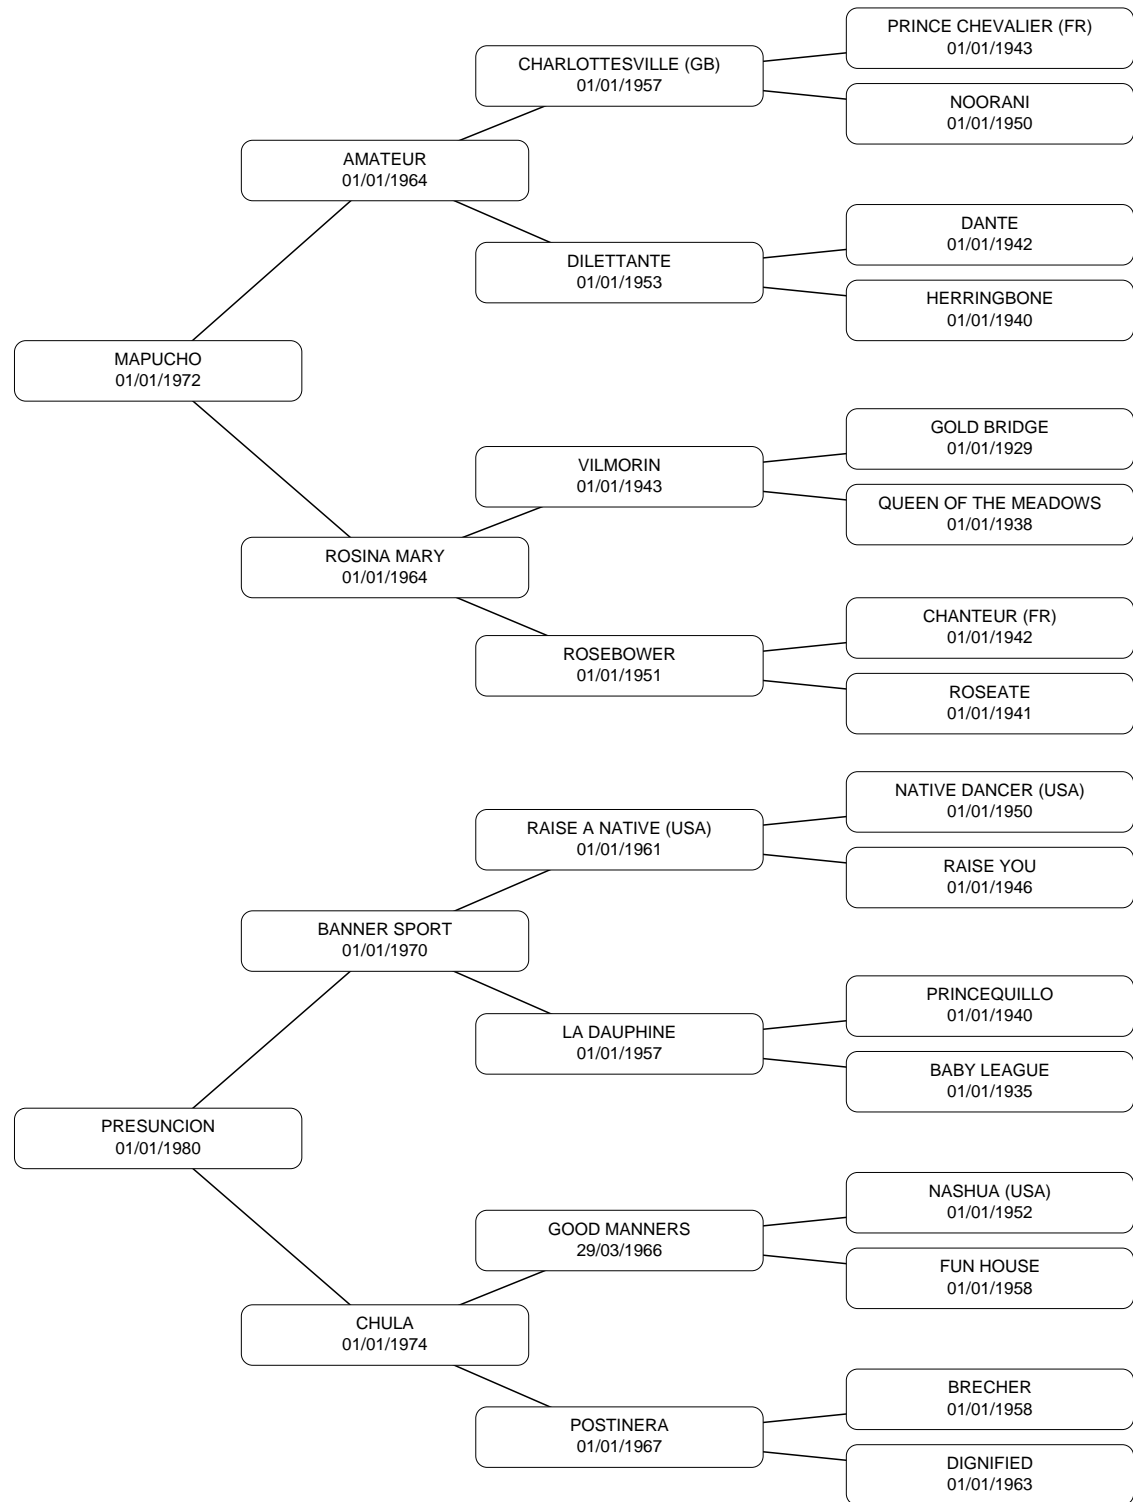 PRINCE CHEVALIER (FR)
01/01/1943
CHARLOTTESVILLE (GB)
01/01/1957
NOORANI
01/01/1950
AMATEUR
01/01/1964
DANTE
01/01/1942
DILETTANTE
01/01/1953
HERRINGBONE
01/01/1940
MAPUCHO
01/01/1972
GOLD BRIDGE
01/01/1929
VILMORIN
01/01/1943
QUEEN OF THE MEADOWS
01/01/1938
ROSINA MARY
01/01/1964
CHANTEUR (FR)
01/01/1942
ROSEBOWER
01/01/1951
ROSEATE
01/01/1941
NATIVE DANCER (USA)
01/01/1950
RAISE A NATIVE (USA)
01/01/1961
RAISE YOU
01/01/1946
BANNER SPORT
01/01/1970
PRINCEQUILLO
01/01/1940
LA DAUPHINE
01/01/1957
BABY LEAGUE
01/01/1935
PRESUNCION
01/01/1980
NASHUA (USA)
01/01/1952
GOOD MANNERS
29/03/1966
FUN HOUSE
01/01/1958
CHULA
01/01/1974
BRECHER
01/01/1958
POSTINERA
01/01/1967
DIGNIFIED
01/01/1963